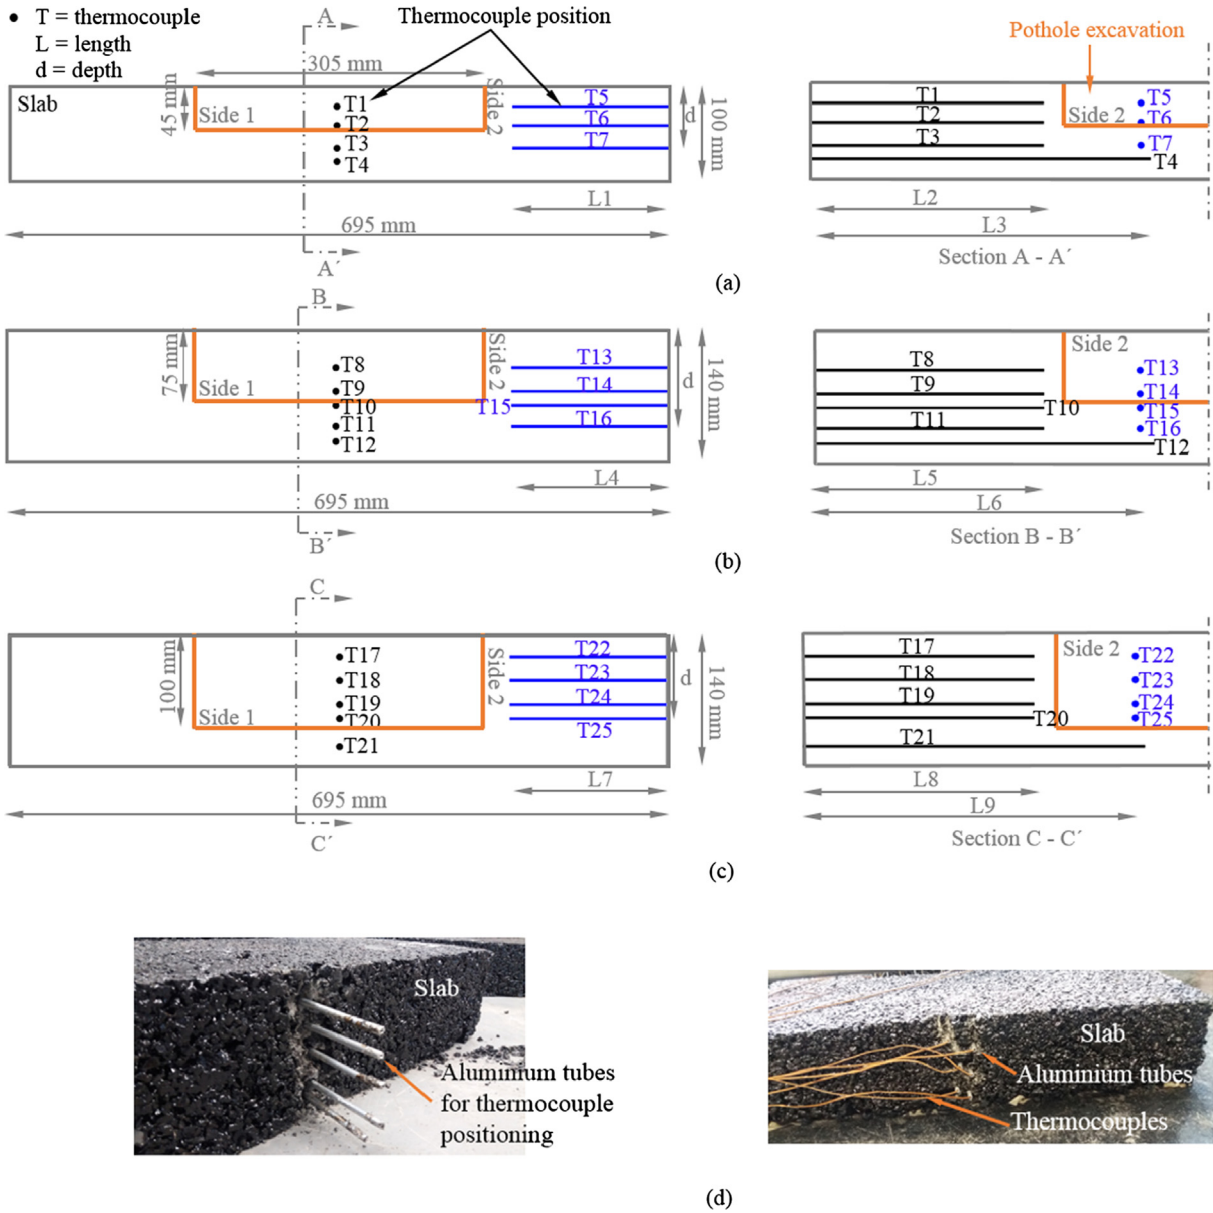 • T = thermocouple
L = length
d = depth
Thermocouple position
Pothole excavation
A
305 mm
Slab
45 mm
Side 1
Side 2
T1
T2
T3
T4
T5
T6
T7
d
100 mm
L1
695 mm
A´
T1
T2
T3
T4
Side 2
T5
T6
T7
L2
L3
Section A - A´
(a)
B
75 mm
Side 1
Side 2
T8
T9
T10
T11
T12
T13
T14
T15
T16
d
140 mm
L4
695 mm
B´
T8
T9
T10
T11
T12
Side 2
T13
T14
T15
T16
L5
L6
Section B - B´
(b)
C
100 mm
Side 1
Side 2
T17
T18
T19
T20
T21
T22
T23
T24
T25
d
140 mm
L7
695 mm
C´
T17
T18
T19
T20
T21
Side 2
T22
T23
T24
T25
L8
L9
Section C - C´
(c)
Slab
Aluminium tubes
for thermocouple
positioning
Slab
Aluminium tubes
Thermocouples
(d)